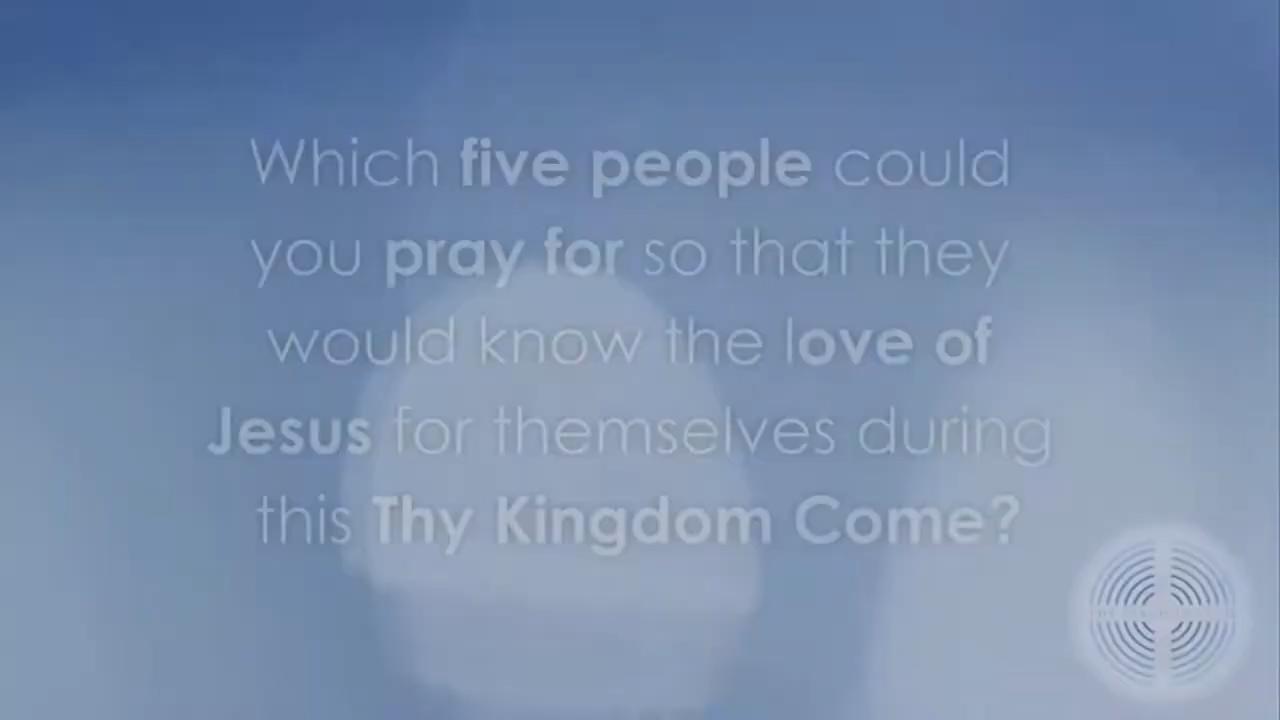 Which five people could
you pray for so that they
would know the love of
Jesus for themselves during
this Thy Kingdom Come?